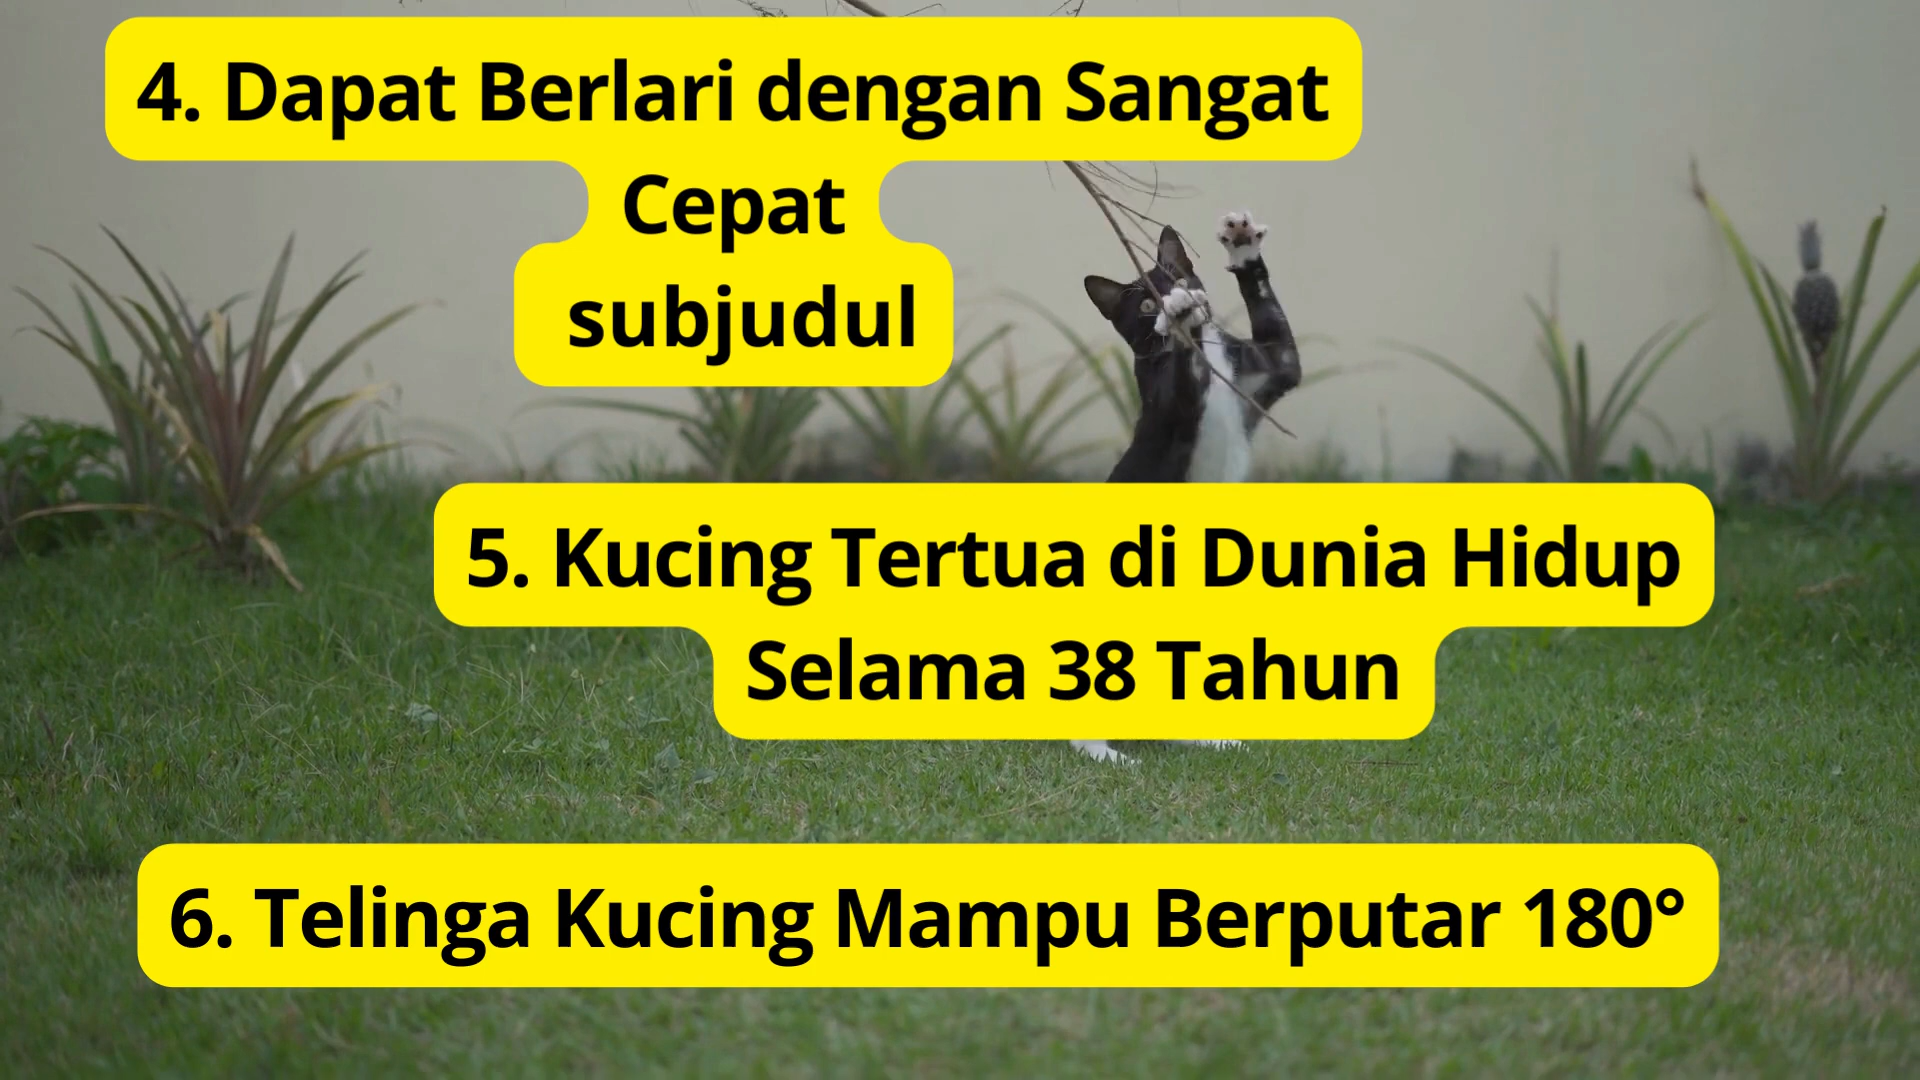 4. Dapat Berlari dengan Sangat
Cepat
subjudul
5. Kucing Tertua di Dunia Hidup
Selama 38 Tahun
6. Telinga Kucing Mampu Berputar 180°